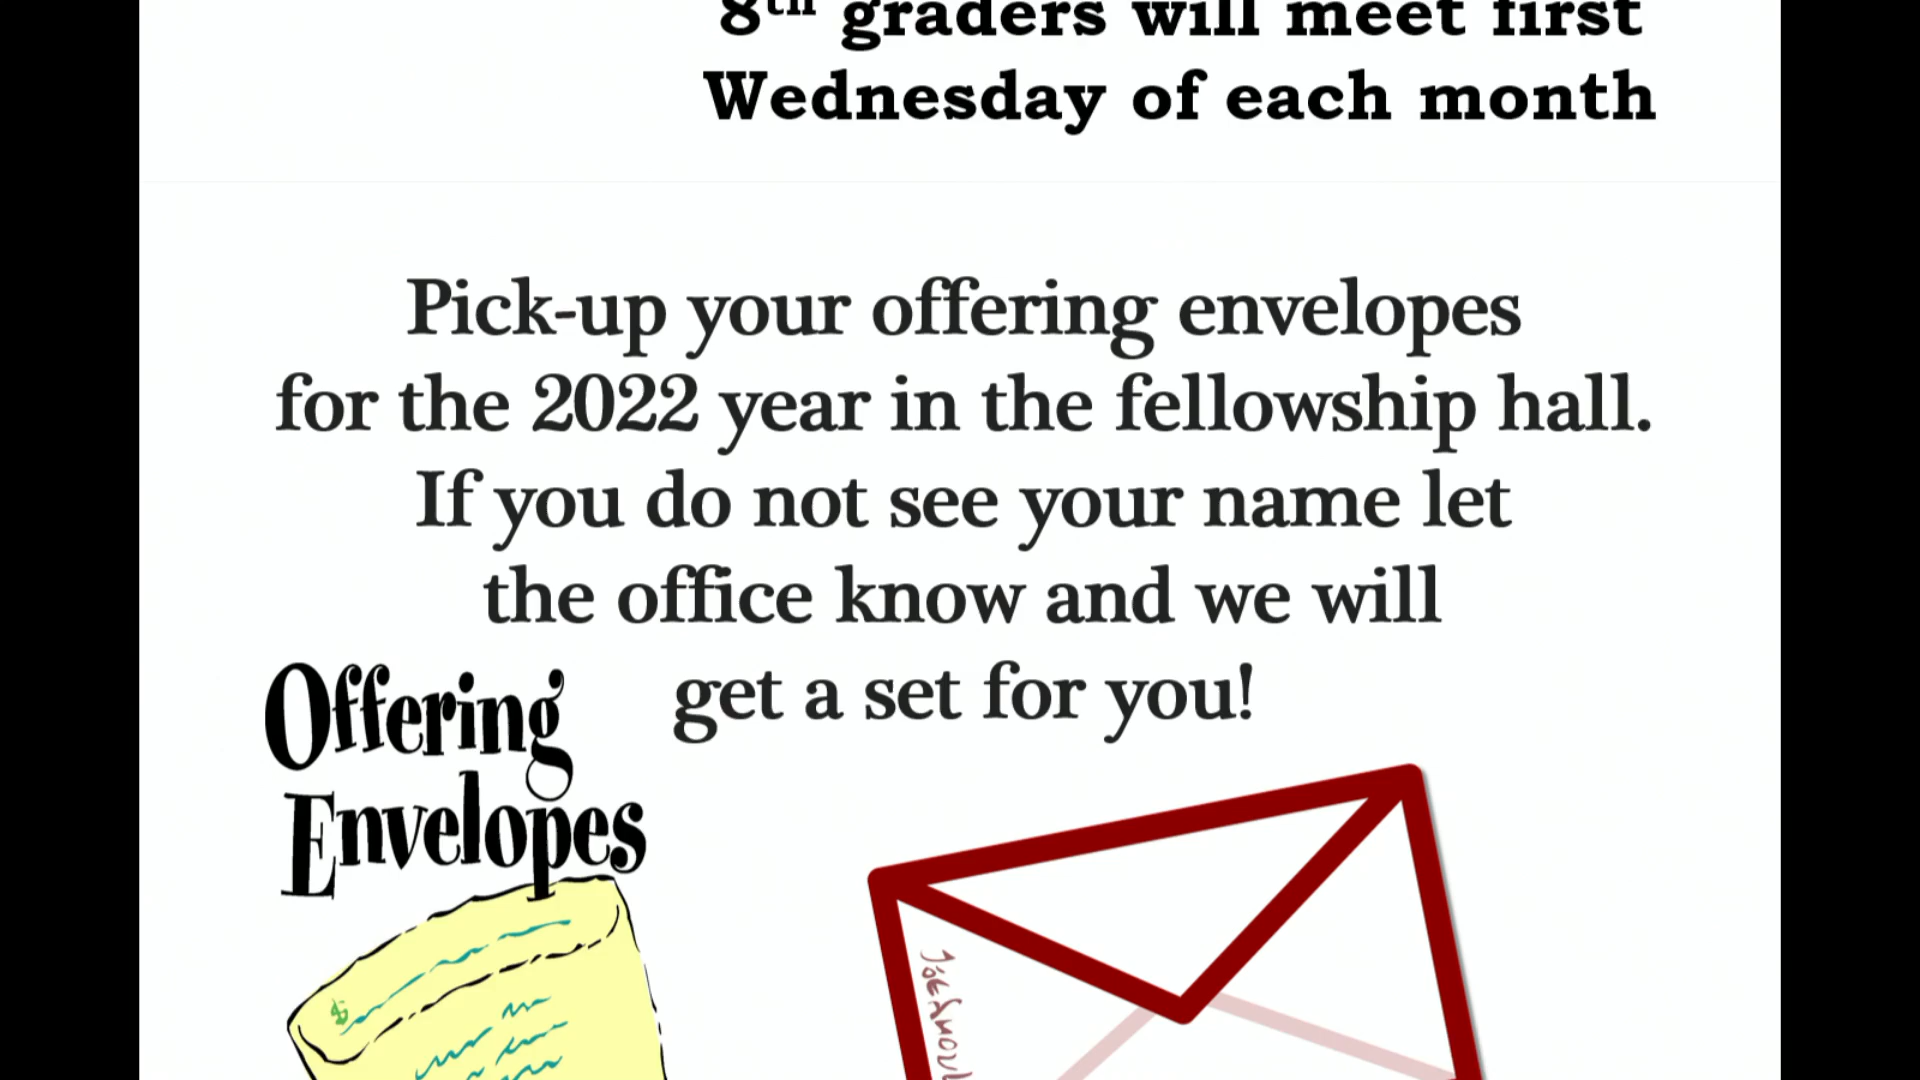 8th graders will meet first
Wednesday of each month
Pick-up your offering envelopes
for the 2022 year in the fellowship hall.
If you do not see your name let
the office know and we will
get a set for you!
Offering
Envelopes
$